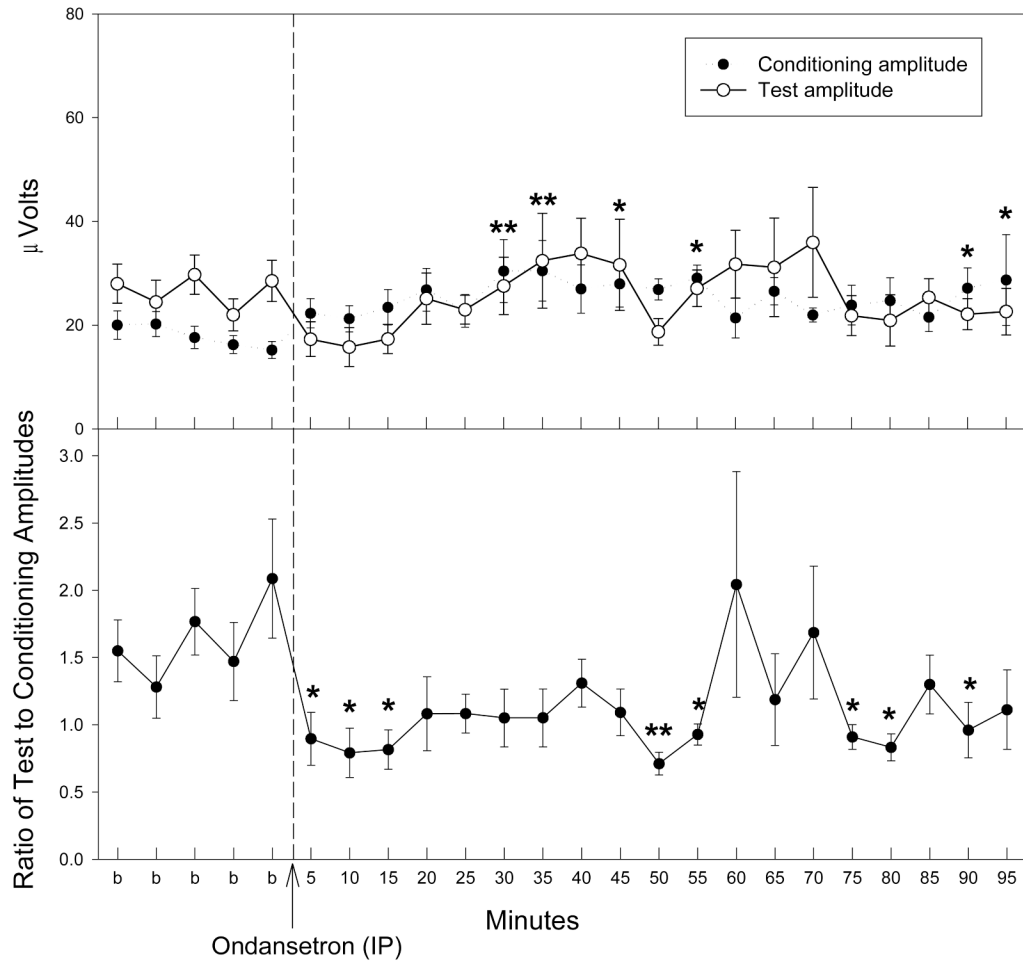 80
60
40
20
0
μ Volts
Conditioning amplitude
Test amplitude
** ** * * * *
3.0
2.5
2.0
1.5
1.0
0.5
0.0
Ratio of Test to Conditioning Amplitudes
* * * ** * * * *
b b b b b 5 10 15 20 25 30 35 40 45 50 55 60 65 70 75 80 85 90 95
Minutes
Ondansetron (IP)